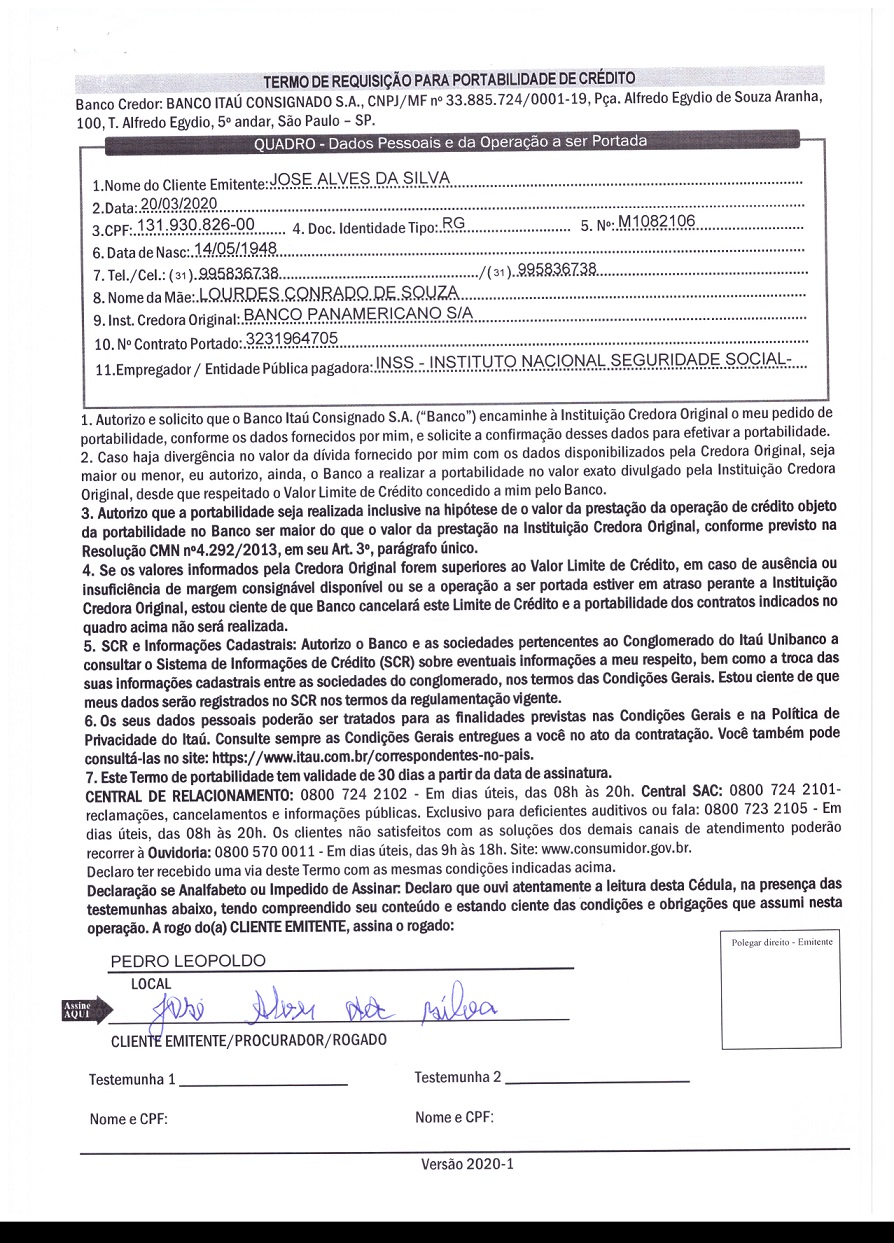 TERMO DE REQUISIÇÃO PARA PORTABILIDADE DE CRÉDITO
Banco Credor: BANCO ITAÚ CONSIGNADO S.A., CNPJ/MF nº 33.885.724/0001-19, Pça. Alfredo Egydio de Souza Aranha,
100, T. Alfredo Egydio, 5º andar, São Paulo – SP.
QUADRO - Dados Pessoais e da Operação a ser Portada
1.Nome do Cliente Emitente: JOSE ALVES DA SILVA
2.Data: 20/03/2020
3.CPF: 131.930.826-00 4. Doc. Identidade Tipo: RG 5. Nº: M1082106
6. Data de Nasc: 14/05/1948
7. Tel./Cel.: (31) 995836738 /(31) 995836738
8. Nome da Mãe: LOURDES CONRADO DE SOUZA
9. Inst. Credora Original: BANCO PANAMERICANO S/A
10. Nº Contrato Portado: 3231964705
11.Empregador / Entidade Pública pagadora: INSS - INSTITUTO NACIONAL SEGURIDADE SOCIAL-
1. Autorizo e solicito que o Banco Itaú Consignado S.A. ("Banco") encaminhe à Instituição Credora Original o meu pedido de
portabilidade, conforme os dados fornecidos por mim, e solicite a confirmação desses dados para efetivar a portabilidade.
2. Caso haja divergência no valor da dívida fornecido por mim com os dados disponibilizados pela Credora Original, seja
maior ou menor, eu autorizo, ainda, o Banco a realizar a portabilidade no valor exato divulgado pela Instituição Credora
Original, desde que respeitado o Valor Limite de Crédito concedido a mim pelo Banco.
3. Autorizo que a portabilidade seja realizada inclusive na hipótese de o valor da prestação da operação de crédito objeto
da portabilidade no Banco ser maior do que o valor da prestação na Instituição Credora Original, conforme previsto na
Resolução CMN nº4.292/2013, em seu Art. 3º, parágrafo único.
4. Se os valores informados pela Credora Original forem superiores ao Valor Limite de Crédito, em caso de ausência ou
insuficiência de margem consignável disponível ou se a operação a ser portada estiver em atraso perante a Instituição
Credora Original, estou ciente de que Banco cancelará este Limite de Crédito e a portabilidade dos contratos indicados no
quadro acima não será realizada.
5. SCR e Informações Cadastrais: Autorizo o Banco e as sociedades pertencentes ao Conglomerado do Itaú Unibanco a
consultar o Sistema de Informações de Crédito (SCR) sobre eventuais informações a meu respeito, bem como a troca das
suas informações cadastrais entre as sociedades do conglomerado, nos termos das Condições Gerais. Estou ciente de que
meus dados serão registrados no SCR nos termos da regulamentação vigente.
6. Os seus dados pessoais poderão ser tratados para as finalidades previstas nas Condições Gerais e na Política de
Privacidade do Itaú. Consulte sempre as Condições Gerais entregues a você no ato da contratação. Você também pode
consultá-las no site: https://www.itau.com.br/correspondentes-no-pais.
7. Este Termo de portabilidade tem validade de 30 dias a partir da data de assinatura.
CENTRAL DE RELACIONAMENTO: 0800 724 2102 - Em dias úteis, das 08h às 20h. Central SAC: 0800 724 2101-
reclamações, cancelamentos e informações públicas. Exclusivo para deficientes auditivos ou fala: 0800 723 2105 - Em
dias úteis, das 08h às 20h. Os clientes não satisfeitos com as soluções dos demais canais de atendimento poderão
recorrer à Ouvidoria: 0800 570 0011 - Em dias úteis, das 9h às 18h. Site: www.consumidor.gov.br.
Declaro ter recebido uma via deste Termo com as mesmas condições indicadas acima.
Declaração se Analfabeto ou Impedido de Assinar: Declaro que ouvi atentamente a leitura desta Cédula, na presença das
testemunhas abaixo, tendo compreendido seu conteúdo e estando ciente das condições e obrigações que assumi nesta
operação. A rogo do(a) CLIENTE EMITENTE, assina o rogado:
Polegar direito - Emitente
PEDRO LEOPOLDO
LOCAL
Assine
AQUI
José Alves da Silva
CLIENTE EMITENTE/PROCURADOR/ROGADO
Testemunha 1 Testemunha 2
Nome e CPF: Nome e CPF:
Versão 2020-1